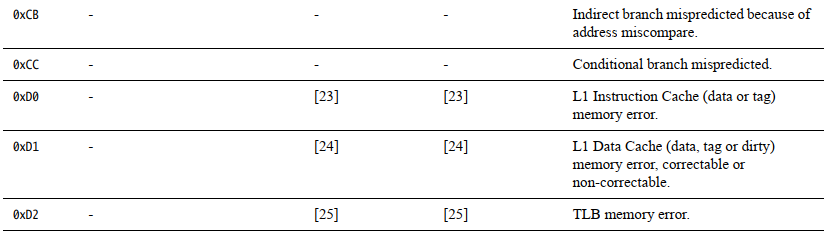 0xCB - - - Indirect branch mispredicted because of
address miscompare.
0xCC - - - Conditional branch mispredicted.
0xD0 - [23] [23] L1 Instruction Cache (data or tag)
memory error.
0xD1 - [24] [24] L1 Data Cache (data, tag or dirty)
memory error, correctable or
non-correctable.
0xD2 - [25] [25] TLB memory error.